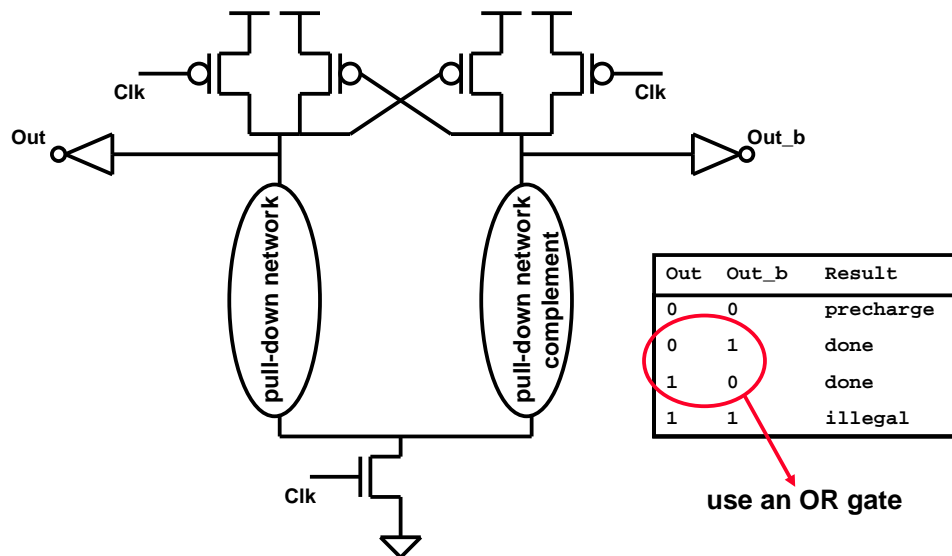 Clk
Clk
Out
Out_b
pull-down network
pull-down network
complement
Clk
Out Out_b Result
0 0 precharge
0 1 done
1 0 done
1 1 illegal
use an OR gate